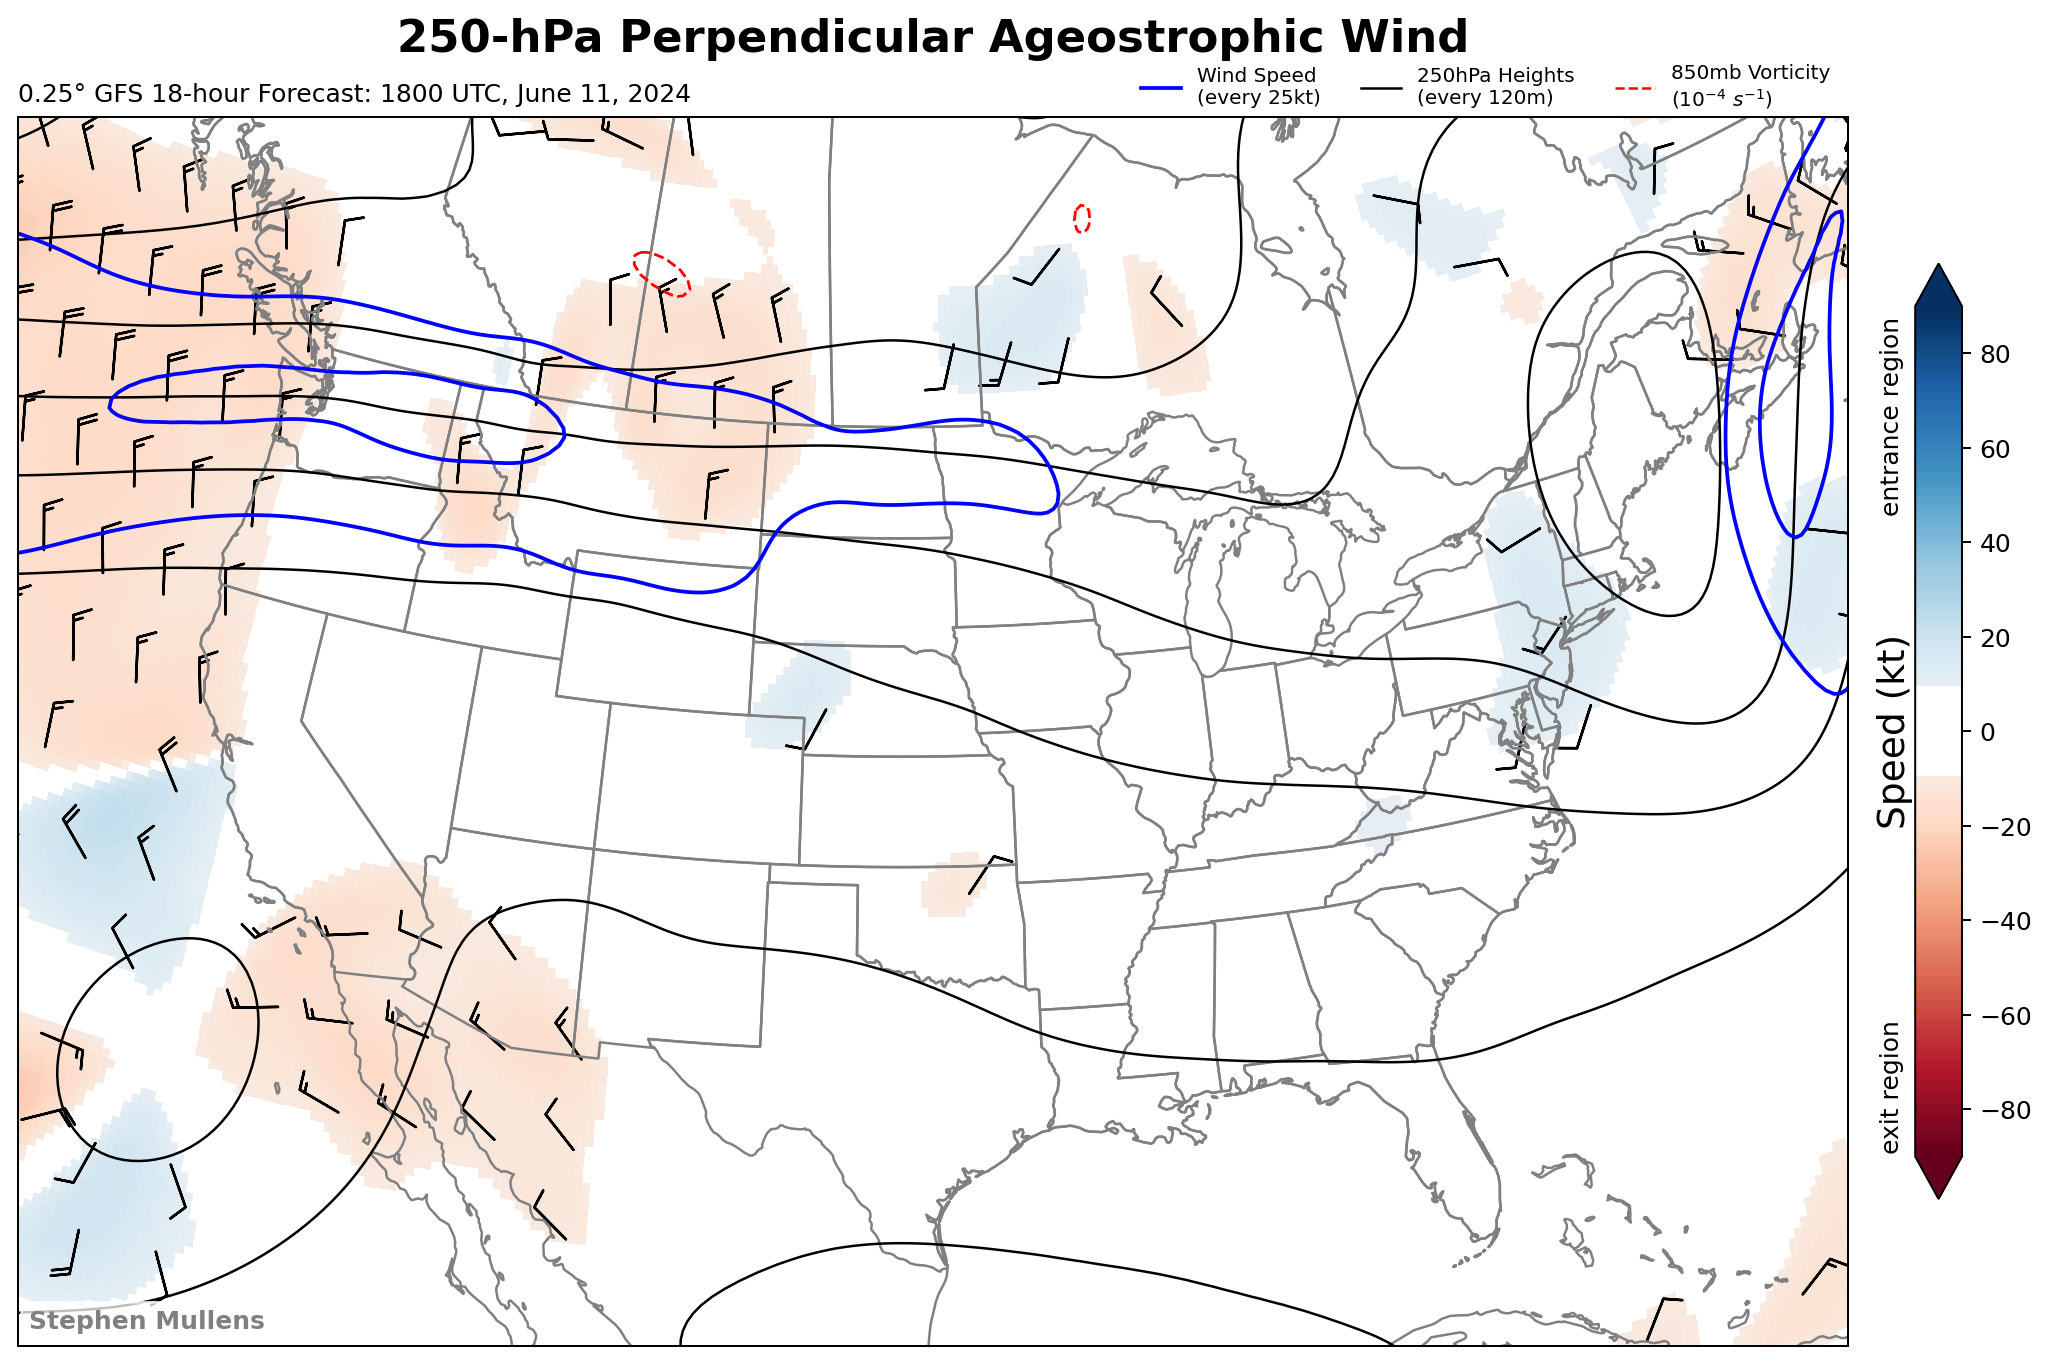 250-hPa Perpendicular Ageostrophic Wind
0.25° GFS 18-hour Forecast: 1800 UTC, June 11, 2024
Wind Speed
(every 25kt)
250hPa Heights
(every 120m)
850mb Vorticity
(10⁻⁴ s⁻¹)
entrance region
exit region
Speed (kt)
80
60
40
20
0
−20
−40
−60
−80
Stephen Mullens